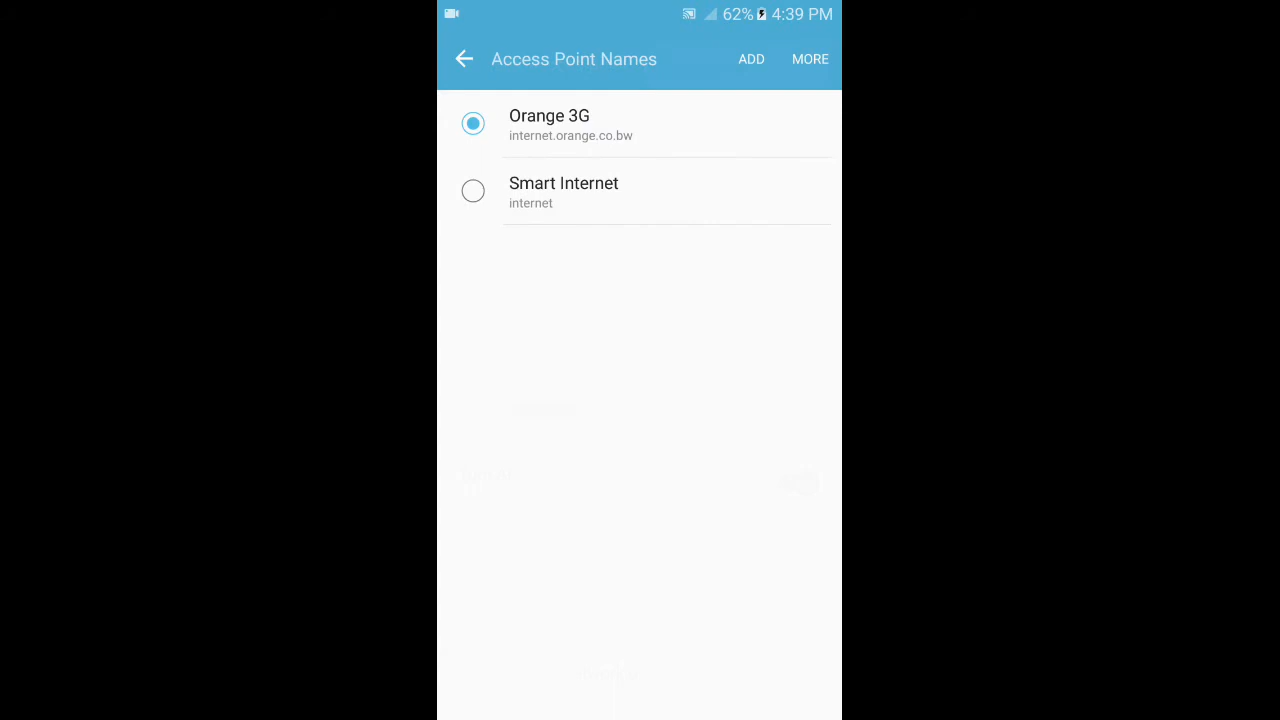 62% 4:39 PM
Access Point Names ADD MORE
Orange 3G
internet.orange.co.bw
Smart Internet
internet